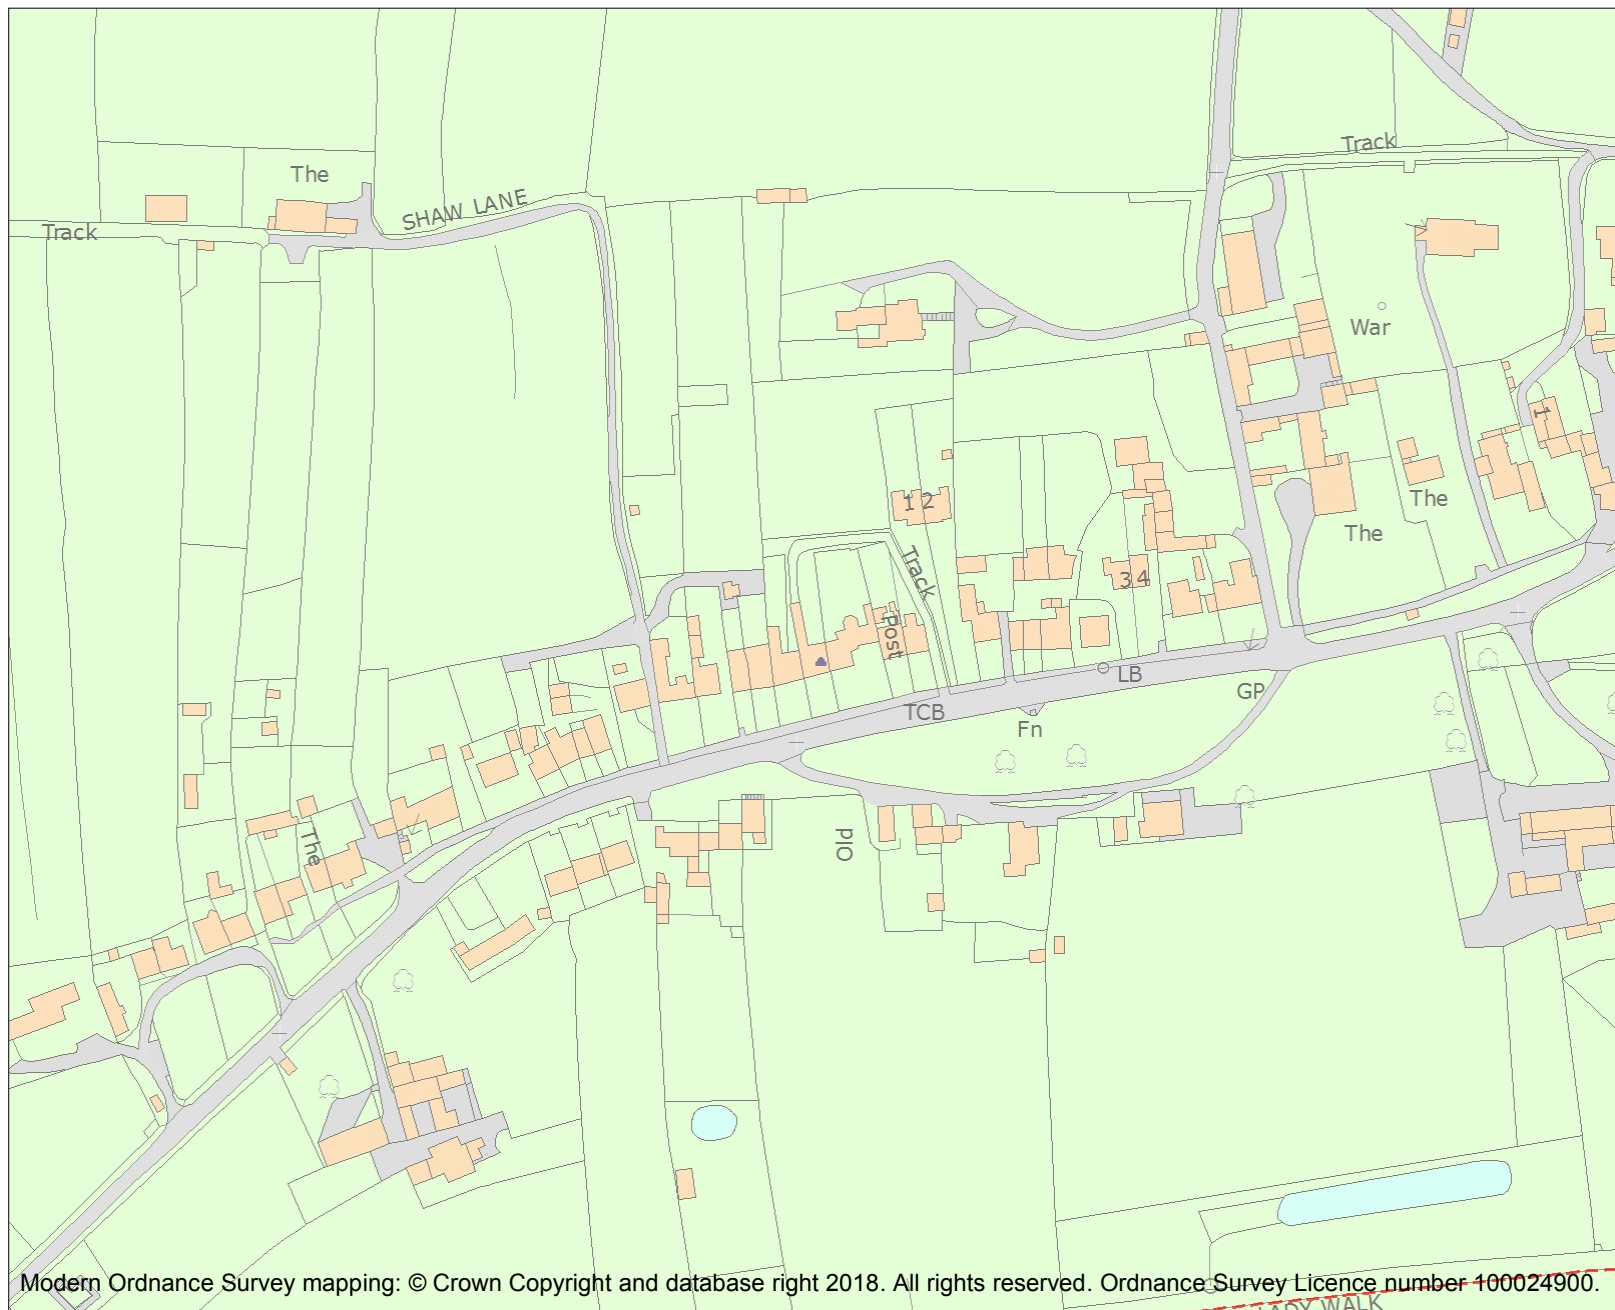 Track
The
SHAW LANE
Track
War
1
1 2
The
The
Track
3 4
Post
LB
GP
TCB
Fn
The
Old
Modern Ordnance Survey mapping: © Crown Copyright and database right 2018. All rights reserved. Ordnance Survey Licence number 100024900.
WALK